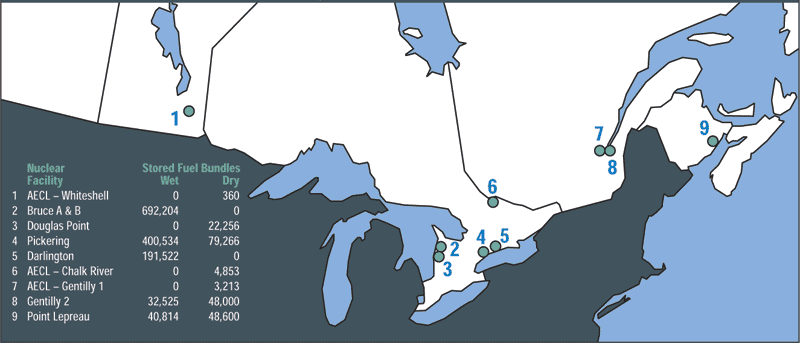 1
6
7
8
9
2
3
4
5
Nuclear Stored Fuel Bundles
Facility Wet Dry
1 AECL – Whiteshell 0 360
2 Bruce A & B 692,204 0
3 Douglas Point 0 22,256
4 Pickering 400,534 79,266
5 Darlington 191,522 0
6 AECL – Chalk River 0 4,853
7 AECL – Gentilly 1 0 3,213
8 Gentilly 2 32,525 48,000
9 Point Lepreau 40,814 48,600